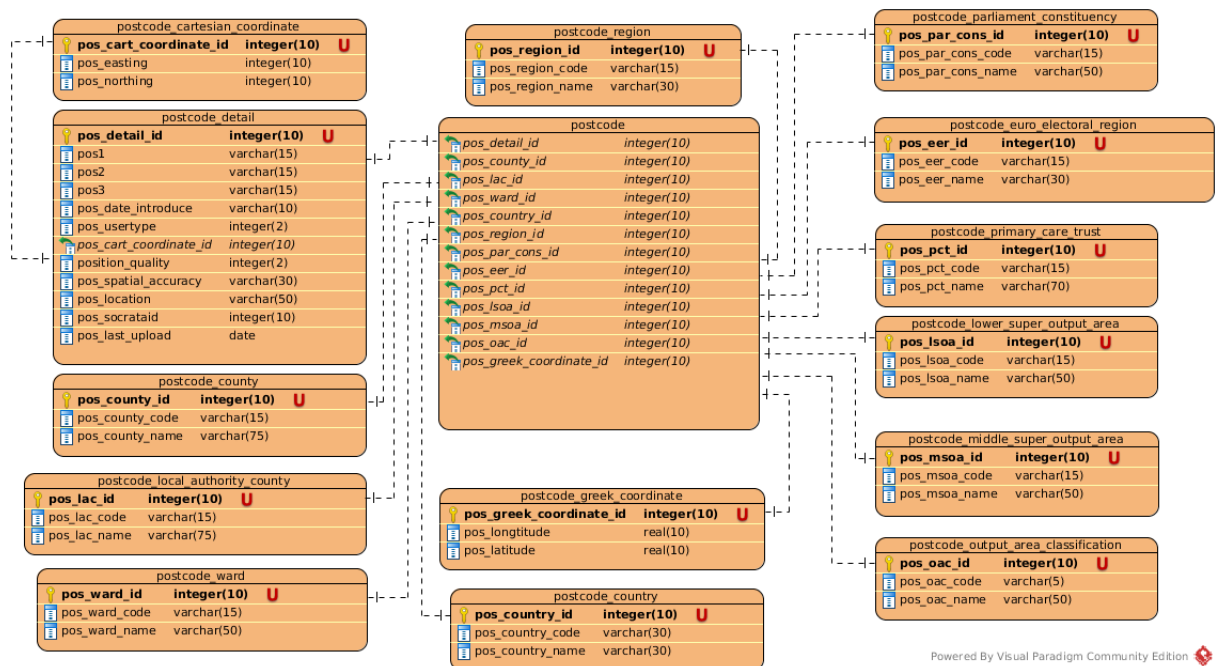 postcode_cartesian_coordinate
pos_cart_coordinate_id integer(10) U
pos_easting integer(10)
pos_northing integer(10)
postcode_detail
pos_detail_id integer(10) U
pos1 varchar(15)
pos2 varchar(15)
pos3 varchar(15)
pos_date_introduce varchar(10)
pos_usertype integer(2)
pos_cart_coordinate_id integer(10)
position_quality integer(2)
pos_spatial_accuracy varchar(30)
pos_location varchar(50)
pos_socrataid integer(10)
pos_last_upload date
postcode_county
pos_county_id integer(10) U
pos_county_code varchar(15)
pos_county_name varchar(75)
postcode_local_authority_county
pos_lac_id integer(10) U
pos_lac_code varchar(15)
pos_lac_name varchar(75)
postcode_ward
pos_ward_id integer(10) U
pos_ward_code varchar(15)
pos_ward_name varchar(50)
postcode_region
pos_region_id integer(10) U
pos_region_code varchar(15)
pos_region_name varchar(30)
postcode
pos_detail_id integer(10)
pos_county_id integer(10)
pos_lac_id integer(10)
pos_ward_id integer(10)
pos_country_id integer(10)
pos_region_id integer(10)
pos_par_cons_id integer(10)
pos_eer_id integer(10)
pos_pct_id integer(10)
pos_lsoa_id integer(10)
pos_msoa_id integer(10)
pos_oac_id integer(10)
pos_greek_coordinate_id integer(10)
postcode_greek_coordinate
pos_greek_coordinate_id integer(10) U
pos_longtitude real(10)
pos_latitude real(10)
postcode_country
pos_country_id integer(10) U
pos_country_code varchar(30)
pos_country_name varchar(30)
postcode_parliament_constituency
pos_par_cons_id integer(10) U
pos_par_cons_code varchar(15)
pos_par_cons_name varchar(50)
postcode_euro_electoral_region
pos_eer_id integer(10) U
pos_eer_code varchar(15)
pos_eer_name varchar(30)
postcode_primary_care_trust
pos_pct_id integer(10) U
pos_pct_code varchar(15)
pos_pct_name varchar(70)
postcode_lower_super_output_area
pos_lsoa_id integer(10) U
pos_lsoa_code varchar(15)
pos_lsoa_name varchar(50)
postcode_middle_super_output_area
pos_msoa_id integer(10) U
pos_msoa_code varchar(15)
pos_msoa_name varchar(50)
postcode_output_area_classification
pos_oac_id integer(10) U
pos_oac_code varchar(5)
pos_oac_name varchar(50)
Powered By Visual Paradigm Community Edition